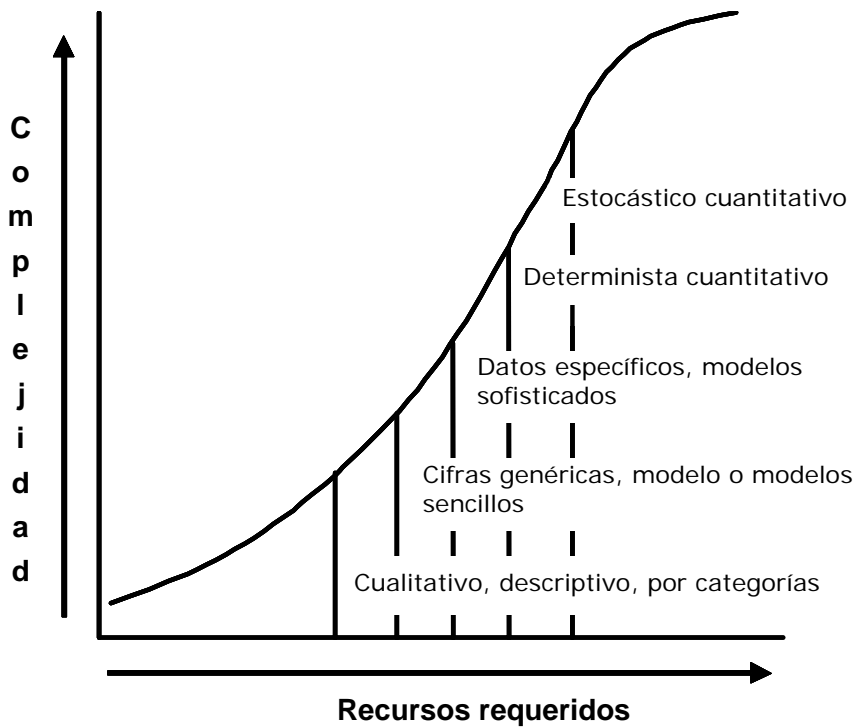 Complejidad
Estocástico cuantitativo
Determinista cuantitativo
Datos específicos, modelos
sofisticados
Cifras genéricas, modelo o modelos
sencillos
Cualitativo, descriptivo, por categorías
Recursos requeridos